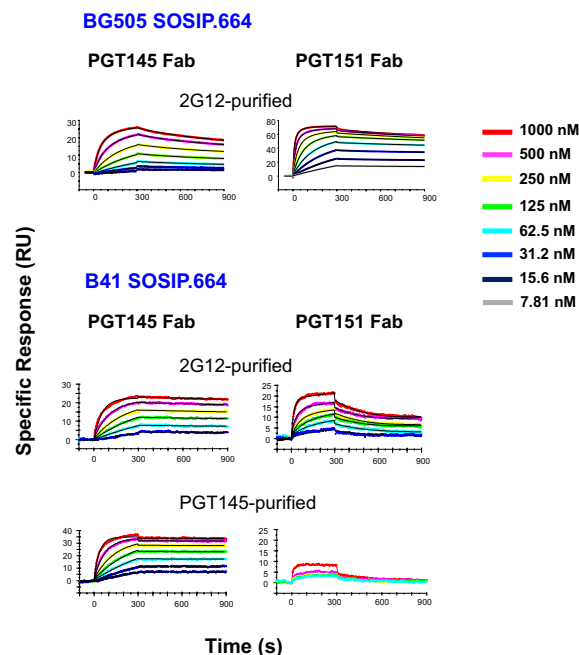 BG505 SOSIP.664
PGT145 Fab PGT151 Fab
2G12-purified
30
20
10
0
0 300 600 900
80
60
40
20
0
0 300 600 900
1000 nM
500 nM
250 nM
125 nM
62.5 nM
31.2 nM
15.6 nM
7.81 nM
Specific Response (RU)
B41 SOSIP.664
PGT145 Fab PGT151 Fab
2G12-purified
30
20
10
0
0 300 600 900
25
20
15
10
5
0
0 300 600 900
PGT145-purified
40
30
20
10
0
0 300 600 900
25
20
15
10
5
0
0 300 600 900
Time (s)